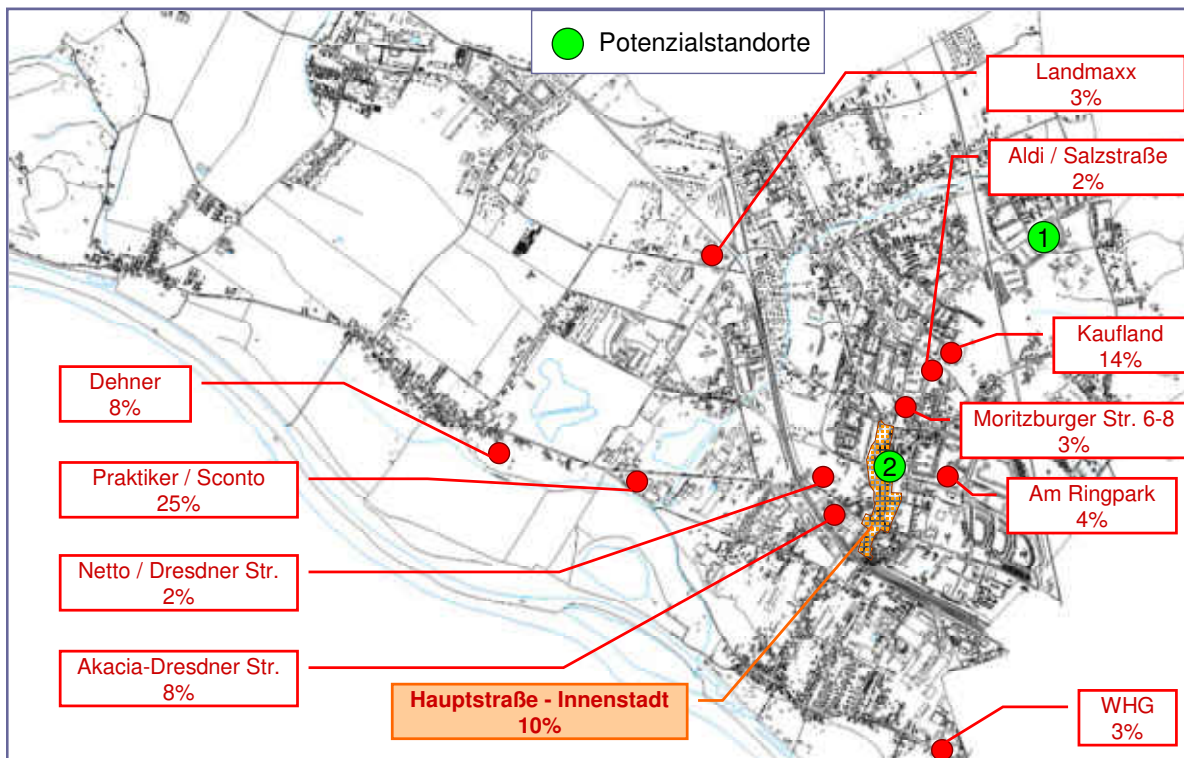 Potenzialstandorte
Landmaxx
3%
Aldi / Salzstraße
2%
1
Kaufland
14%
Dehner
8%
Moritzburger Str. 6-8
3%
2
Praktiker / Sconto
25%
Am Ringpark
4%
Netto / Dresdner Str.
2%
Akacia-Dresdner Str.
8%
Hauptstraße - Innenstadt
10%
WHG
3%